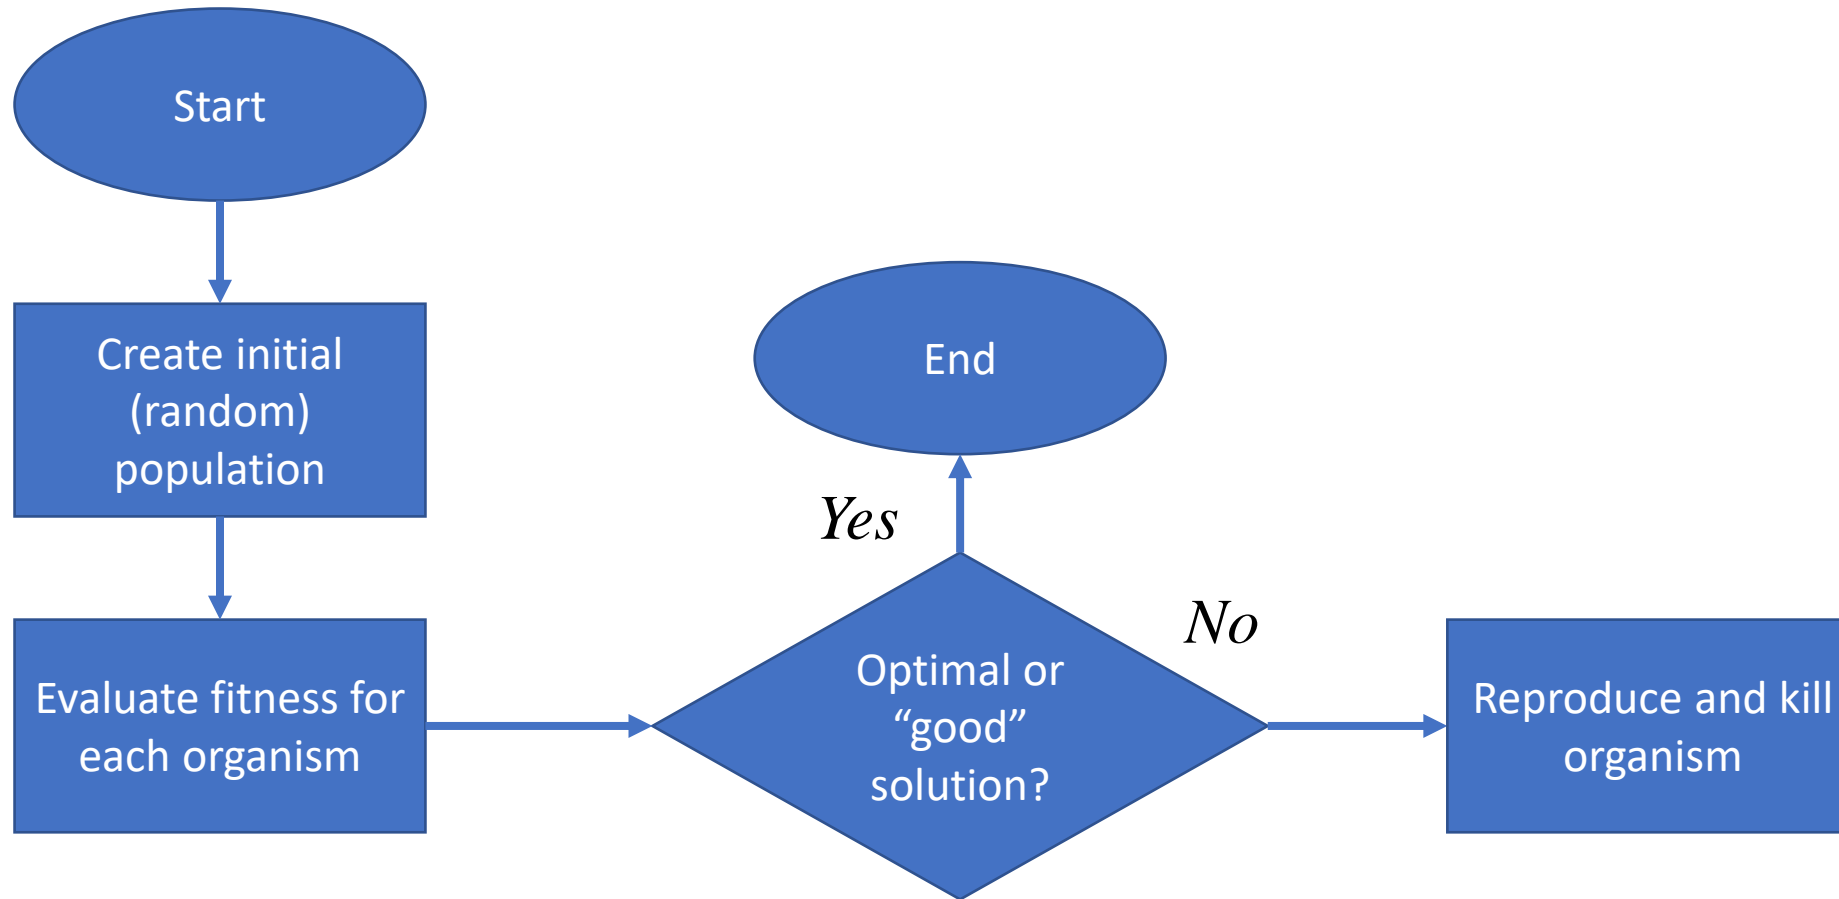 Start
Create initial
(random)
population
Evaluate fitness for
each organism
End
Yes
Optimal or
“good”
solution?
No
Reproduce and kill
organism